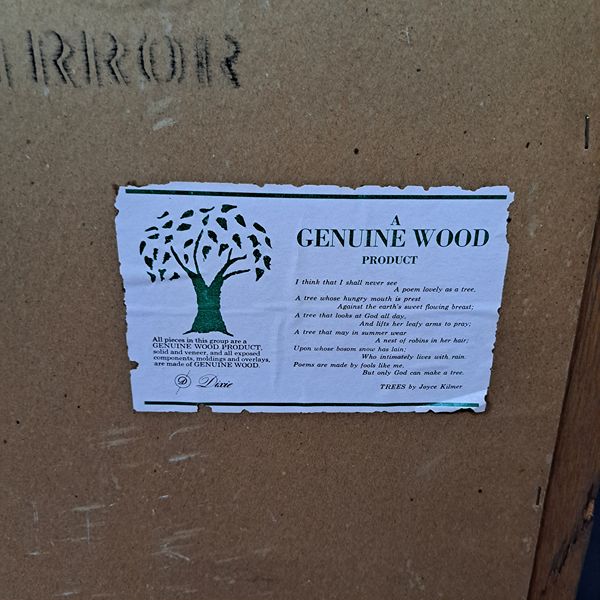 IRROR
A
GENUINE WOOD
PRODUCT
I think that I shall never see
A poem lovely as a tree.
A tree whose hungry mouth is prest
Against the earth's sweet flowing breast;
A tree that looks at God all day,
And lifts her leafy arms to pray;
A tree that may in summer wear
A nest of robins in her hair;
Upon whose bosom snow has lain;
Who intimately lives with rain.
Poems are made by fools like me,
But only God can make a tree.
TREES by Joyce Kilmer
All pieces in this group are a
GENUINE WOOD PRODUCT,
solid and veneer, and all exposed
components, moldings and overlays,
are made of GENUINE WOOD.
D Dixie